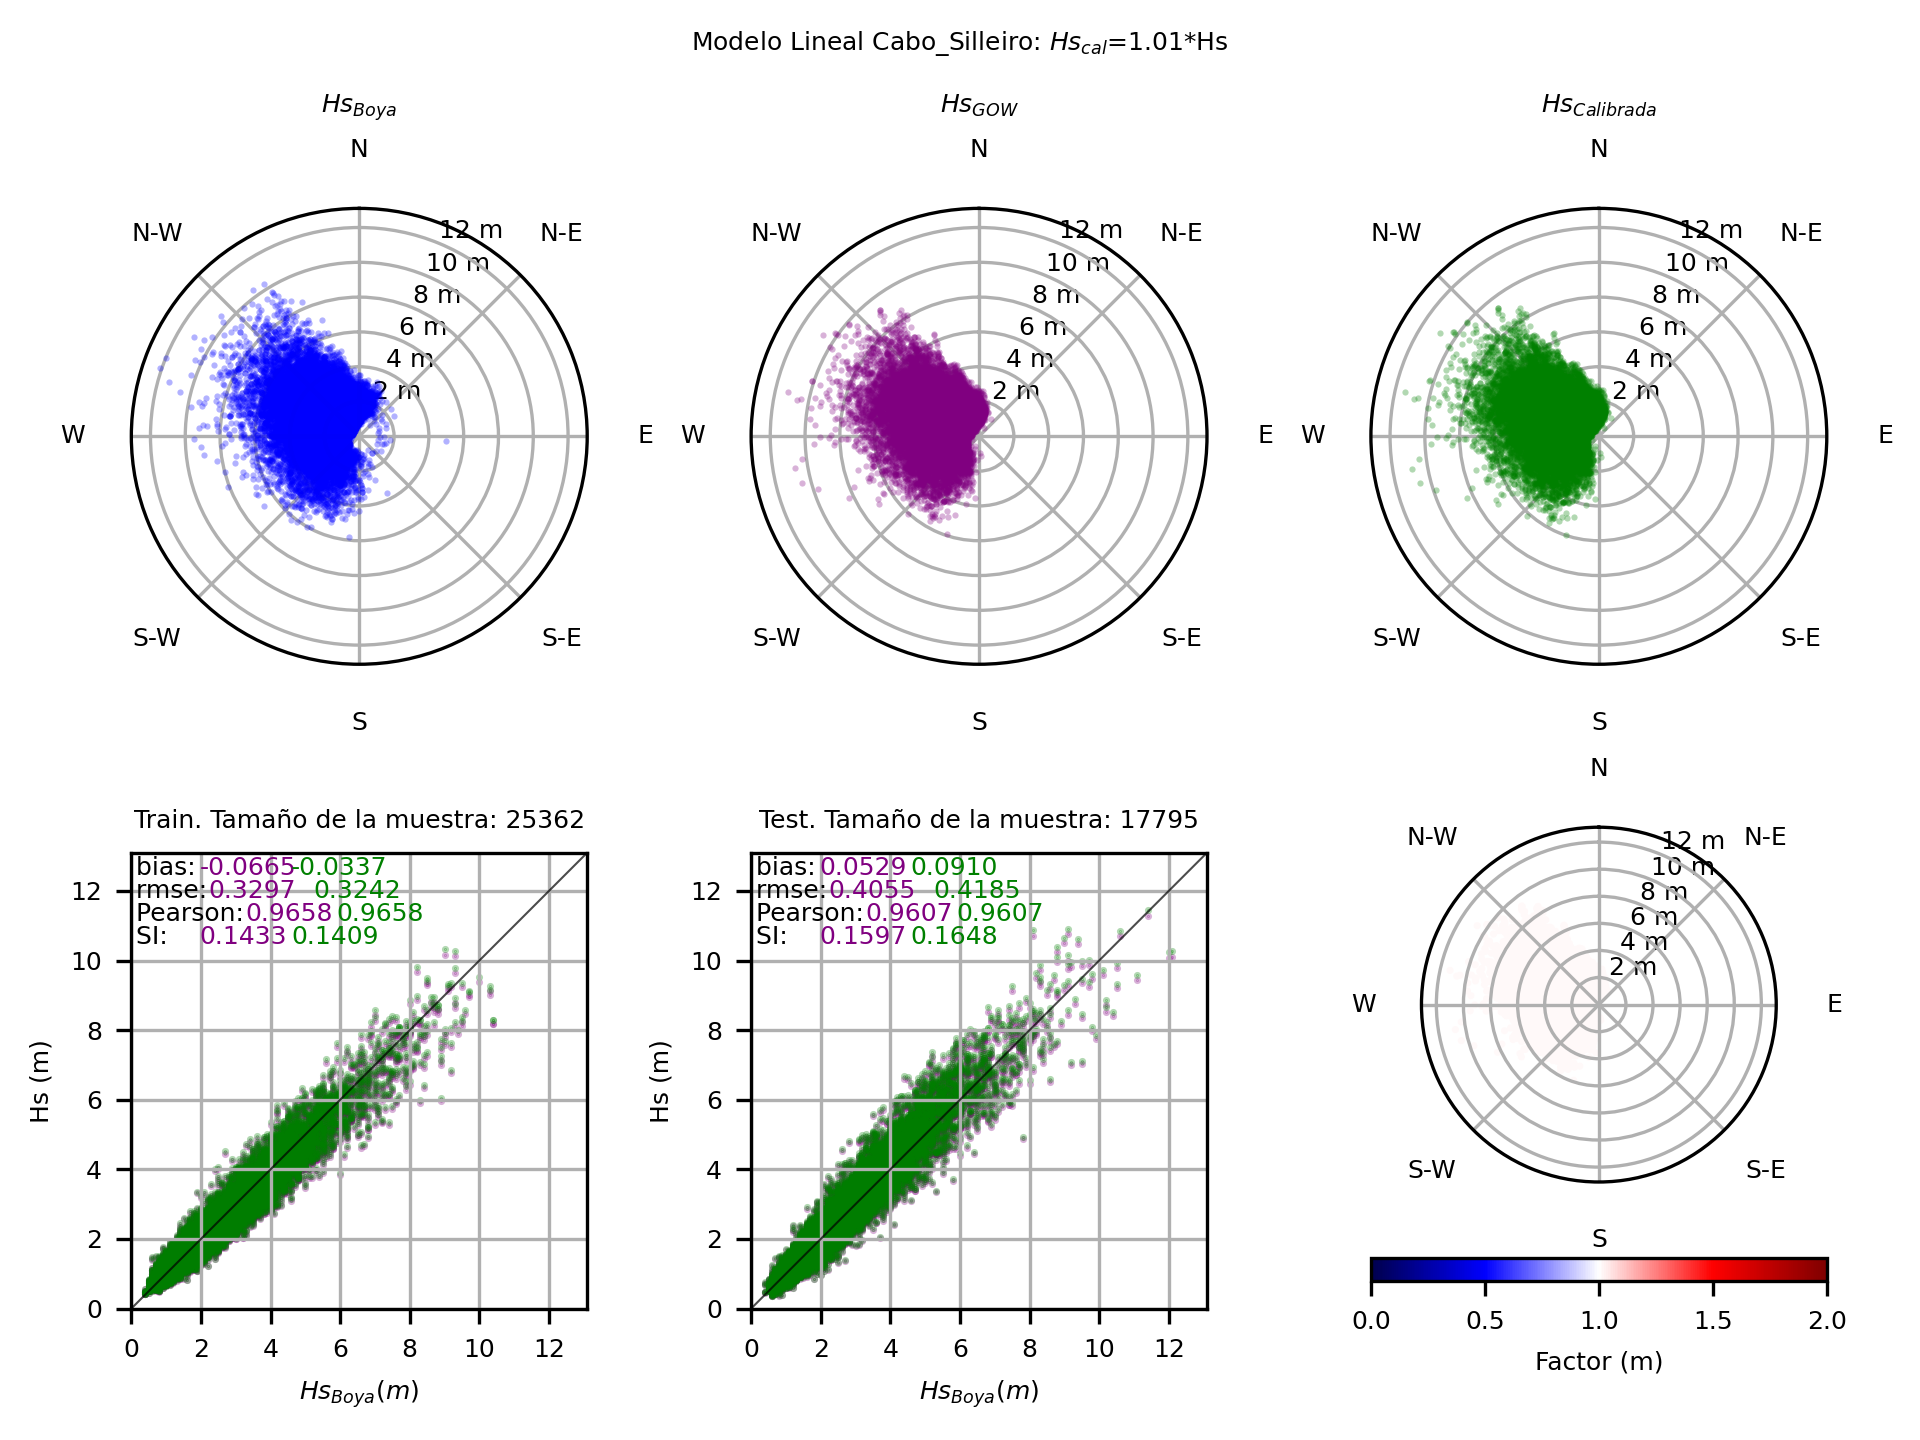 Modelo Lineal Cabo_Silleiro: Hs_cal=1.01*Hs
Hs_Boya
N
N-W
N-E
12 m
10 m
8 m
6 m
4 m
2 m
W
E
S-W
S-E
S
Hs_GOW
N
N-W
N-E
12 m
10 m
8 m
6 m
4 m
2 m
W
E
S-W
S-E
S
Hs_Calibrada
N
N-W
N-E
12 m
10 m
8 m
6 m
4 m
2 m
W
E
S-W
S-E
S
Train. Tamaño de la muestra: 25362
bias: -0.0665 -0.0337
rmse: 0.3297 0.3242
Pearson: 0.9658 0.9658
SI: 0.1433 0.1409
12
10
8
6
4
2
0
Hs (m)
0 2 4 6 8 10 12
Hs_Boya(m)
Test. Tamaño de la muestra: 17795
bias: 0.0529 0.0910
rmse: 0.4055 0.4185
Pearson: 0.9607 0.9607
SI: 0.1597 0.1648
12
10
8
6
4
2
0
Hs (m)
0 2 4 6 8 10 12
Hs_Boya(m)
N
N-W
N-E
12 m
10 m
8 m
6 m
4 m
2 m
W
E
S-W
S-E
S
0.0 0.5 1.0 1.5 2.0
Factor (m)